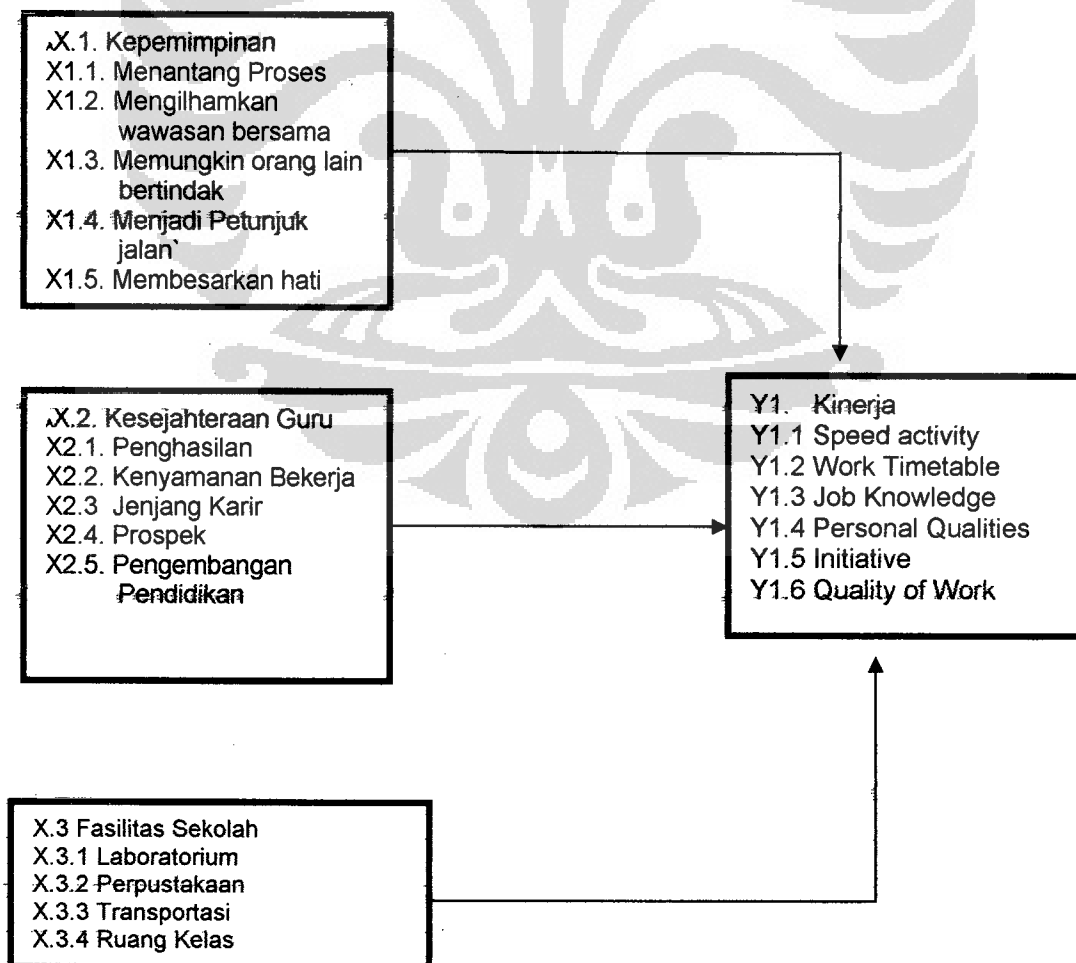 X.1. Kepemimpinan
X1.1. Menantang Proses
X1.2. Mengilhamkan
wawasan bersama
X1.3. Memungkin orang lain
bertindak
X1.4. Menjadi Petunjuk
jalan`
X1.5. Membesarkan hati
X.2. Kesejahteraan Guru
X2.1. Penghasilan
X2.2. Kenyamanan Bekerja
X2.3 Jenjang Karir
X2.4. Prospek
X2.5. Pengembangan
Pendidikan
Y1. Kinerja
Y1.1 Speed activity
Y1.2 Work Timetable
Y1.3 Job Knowledge
Y1.4 Personal Qualities
Y1.5 Initiative
Y1.6 Quality of Work
X.3 Fasilitas Sekolah
X.3.1 Laboratorium
X.3.2 Perpustakaan
X.3.3 Transportasi
X.3.4 Ruang Kelas